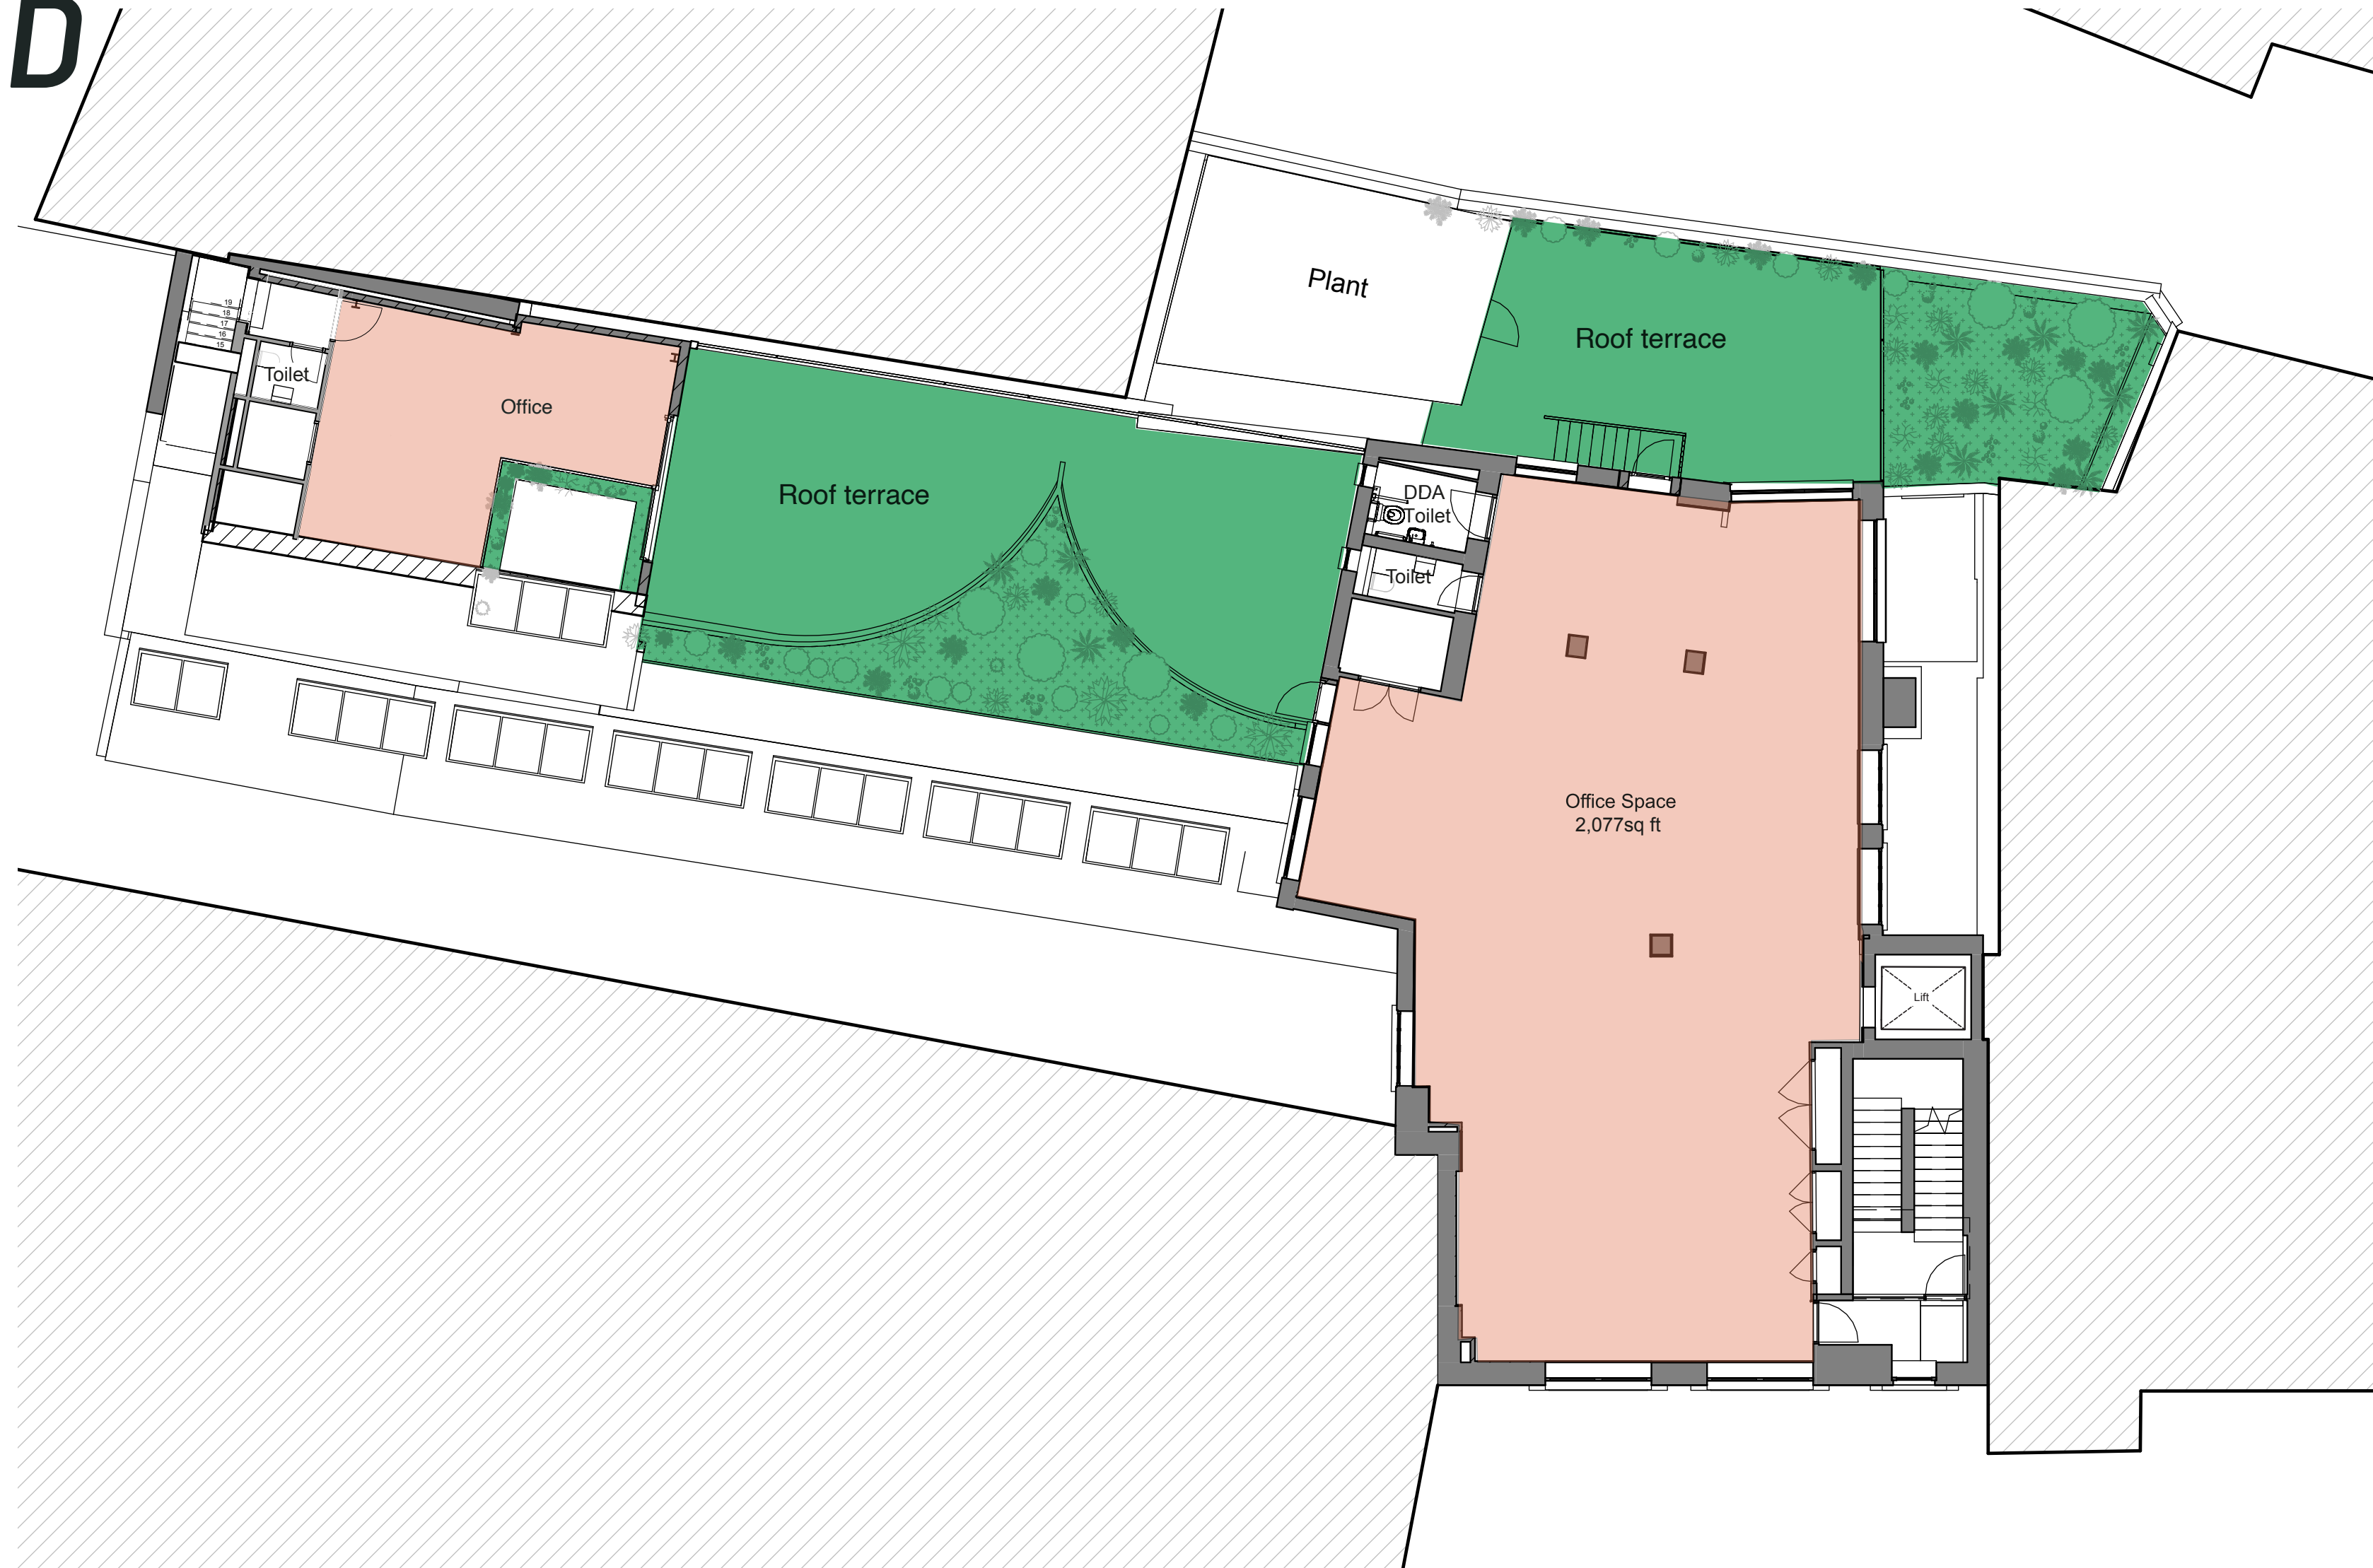 D
Plant
Roof terrace
19
18
17
16
15
Toilet
Office
Roof terrace
DDA
Toilet
Toilet
Office Space
2,077sq ft
Lift